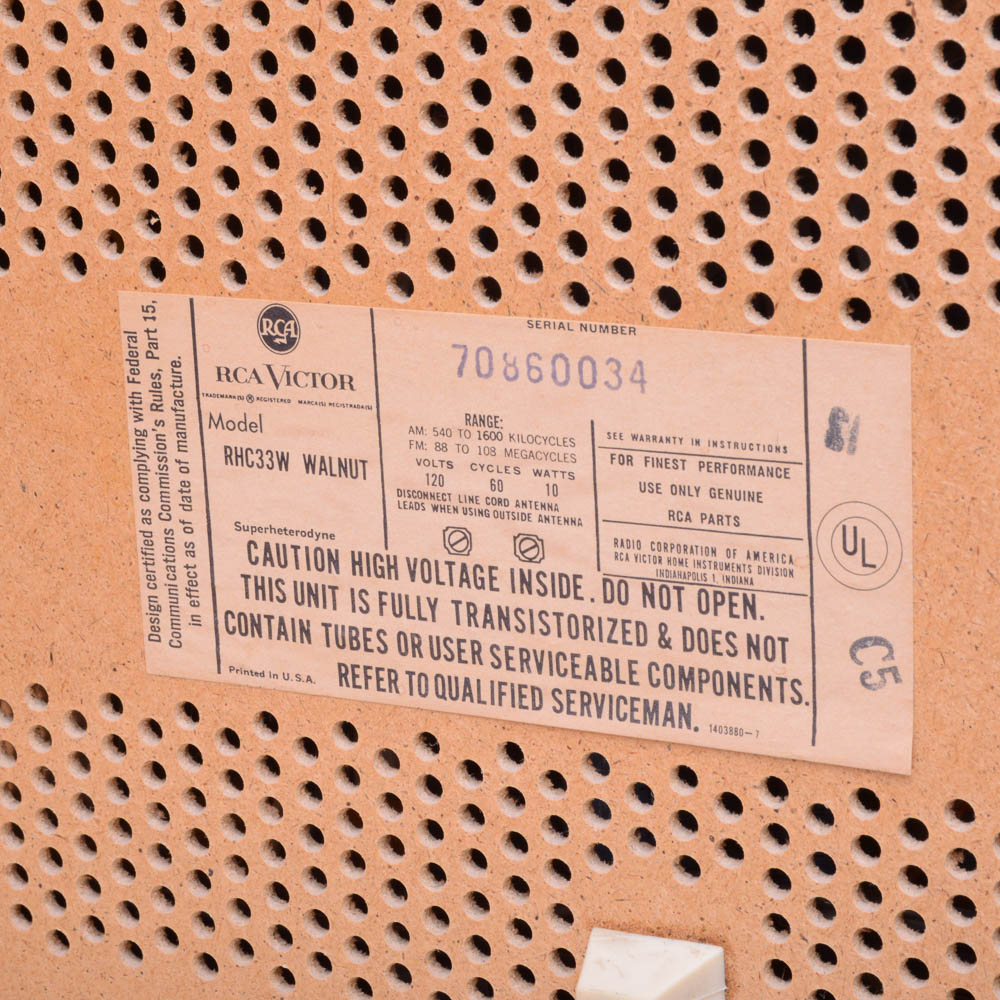 Design certified as complying with Federal
Communications Commission's Rules, Part 15,
in effect as of date of manufacture.
RCA
RCA VICTOR
TRADEMARK(S) ® REGISTERED MARCA(S) REGISTRADA(S)
Model
RHC33W WALNUT
Superheterodyne
SERIAL NUMBER
70860034
RANGE:
AM: 540 TO 1600 KILOCYCLES
FM: 88 TO 108 MEGACYCLES
VOLTS CYCLES WATTS
120 60 10
DISCONNECT LINE CORD ANTENNA
LEADS WHEN USING OUTSIDE ANTENNA
SEE WARRANTY IN INSTRUCTIONS
FOR FINEST PERFORMANCE
USE ONLY GENUINE
RCA PARTS
RADIO CORPORATION OF AMERICA
RCA VICTOR HOME INSTRUMENTS DIVISION
INDIANAPOLIS 1, INDIANA
CAUTION HIGH VOLTAGE INSIDE. DO NOT OPEN.
THIS UNIT IS FULLY TRANSISTORIZED & DOES NOT
CONTAIN TUBES OR USER SERVICEABLE COMPONENTS.
REFER TO QUALIFIED SERVICEMAN.
Printed in U.S.A.
1403880-7
UL
C5